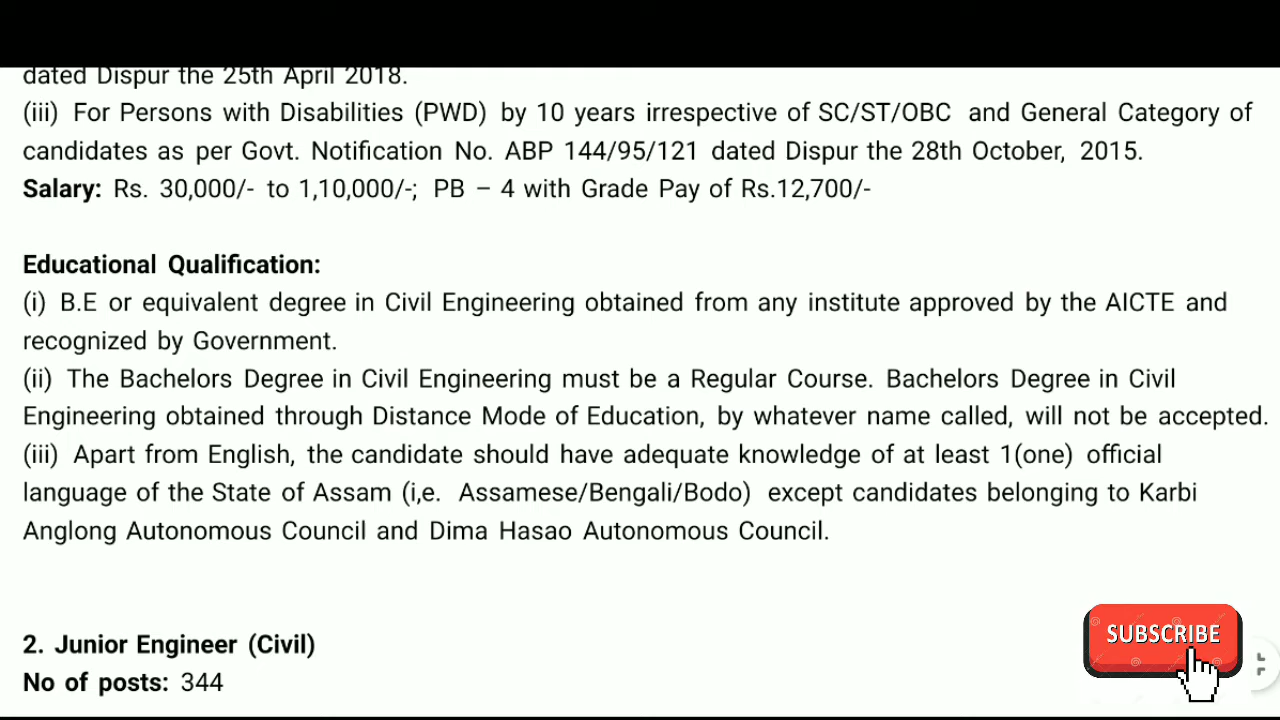 dated Dispur the 25th April 2018.
(iii) For Persons with Disabilities (PWD) by 10 years irrespective of SC/ST/OBC and General Category of
candidates as per Govt. Notification No. ABP 144/95/121 dated Dispur the 28th October, 2015.
Salary: Rs. 30,000/- to 1,10,000/-; PB – 4 with Grade Pay of Rs.12,700/-
Educational Qualification:
(i) B.E or equivalent degree in Civil Engineering obtained from any institute approved by the AICTE and
recognized by Government.
(ii) The Bachelors Degree in Civil Engineering must be a Regular Course. Bachelors Degree in Civil
Engineering obtained through Distance Mode of Education, by whatever name called, will not be accepted.
(iii) Apart from English, the candidate should have adequate knowledge of at least 1(one) official
language of the State of Assam (i,e. Assamese/Bengali/Bodo) except candidates belonging to Karbi
Anglong Autonomous Council and Dima Hasao Autonomous Council.
2. Junior Engineer (Civil)
No of posts: 344
SUBSCRIBE